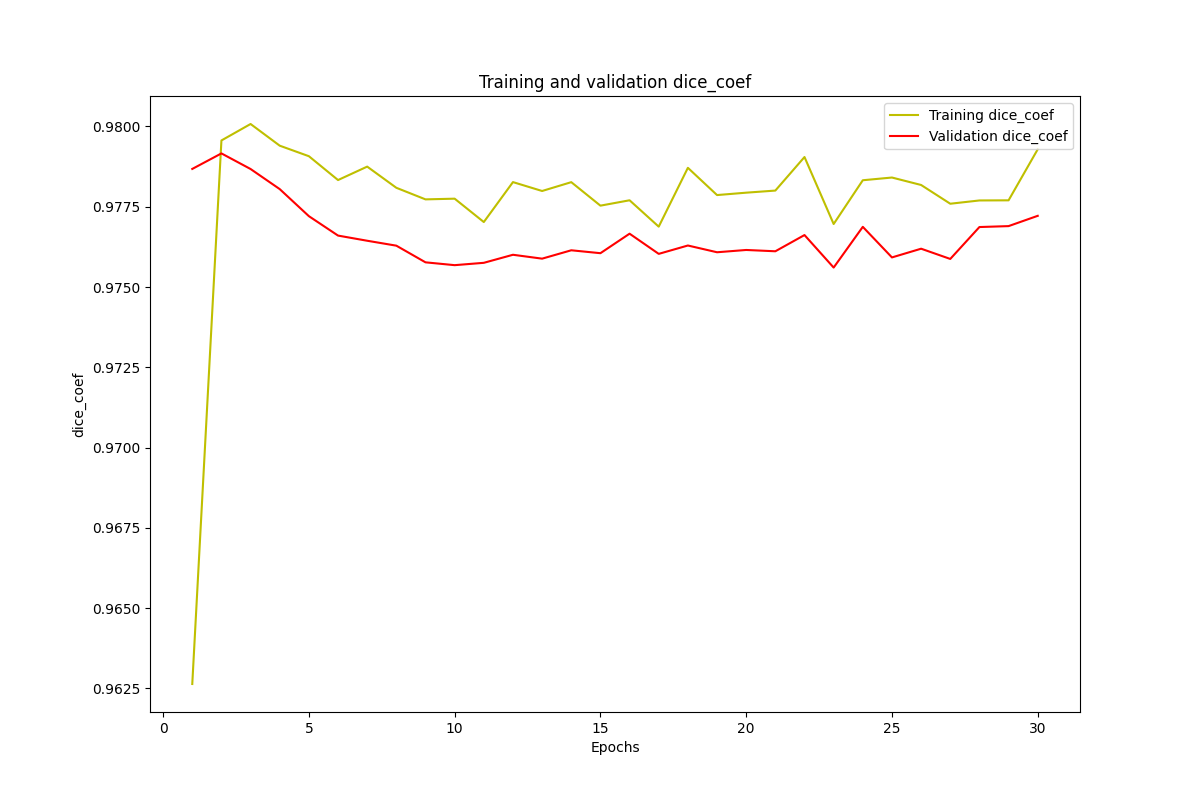 Training and validation dice_coef
Training dice_coef
Validation dice_coef
0.9800
0.9775
0.9750
0.9725
0.9700
0.9675
0.9650
0.9625
dice_coef
0 5 10 15 20 25 30
Epochs